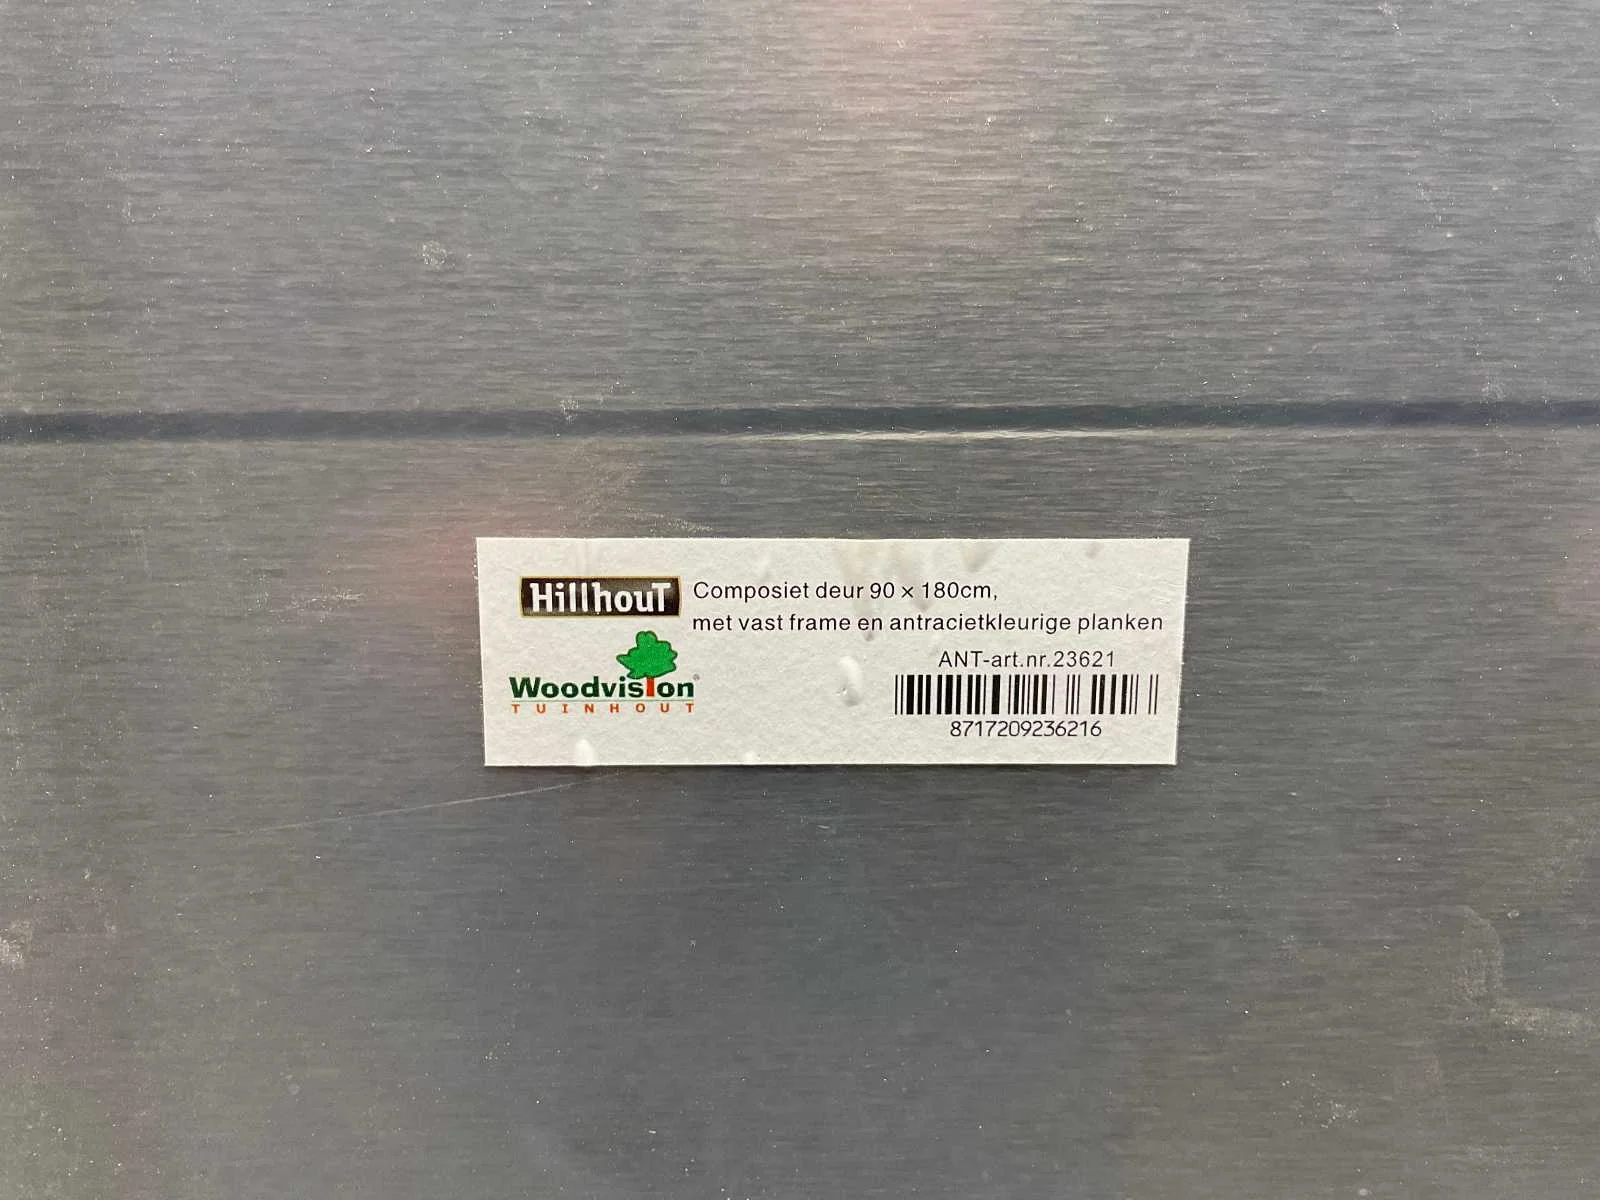 HillhouT
Composiet deur 90 × 180cm,
met vast frame en antracietkleurige planken
Woodvision®
TUINHOUT
ANT-art.nr.23621
8717209236216